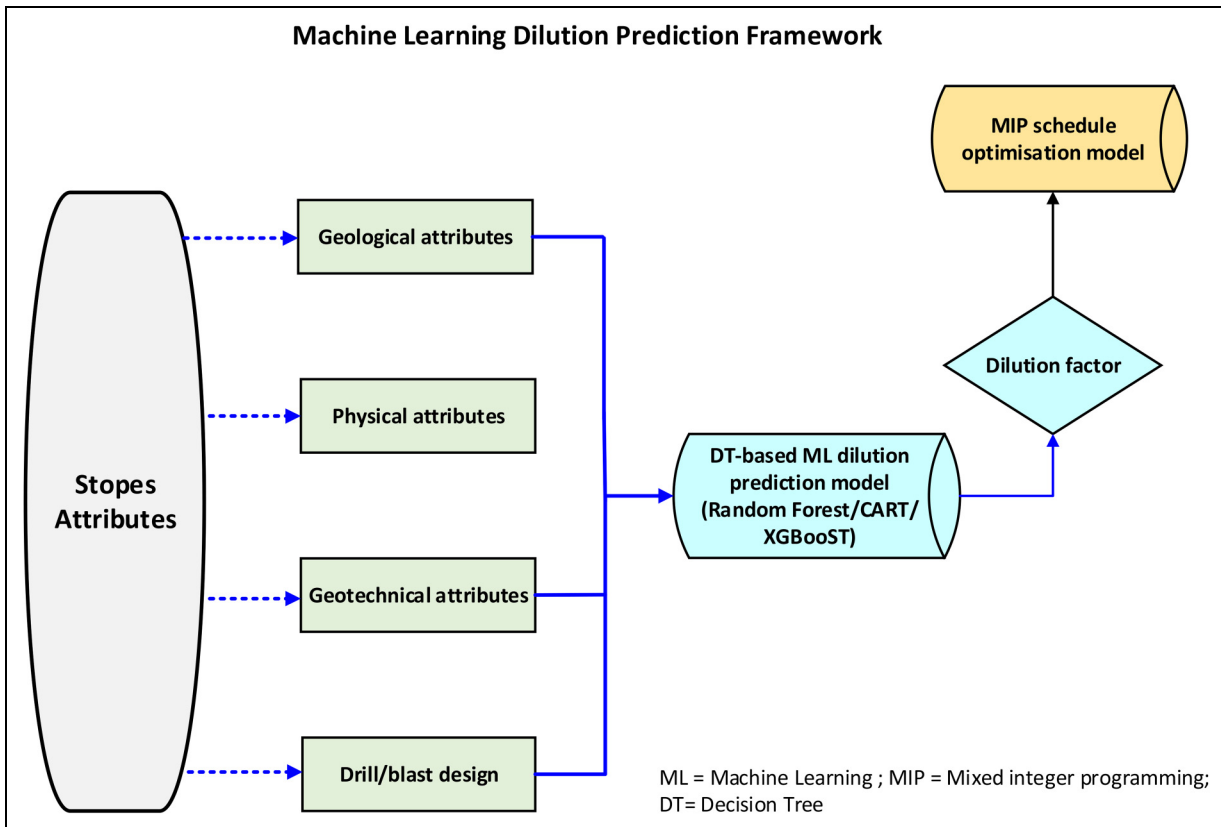 Machine Learning Dilution Prediction Framework
MIP schedule
optimisation model
Geological attributes
Dilution factor
Physical attributes
Stopes
Attributes
DT-based ML dilution
prediction model
(Random Forest/CART/
XGBooST)
Geotechnical attributes
Drill/blast design
ML = Machine Learning ; MIP = Mixed integer programming;
DT= Decision Tree